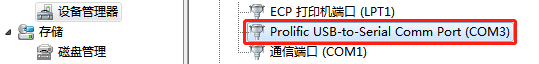 设备管理器
存储
磁盘管理
ECP 打印机端口 (LPT1)
Prolific USB-to-Serial Comm Port (COM3)
通信端口 (COM1)